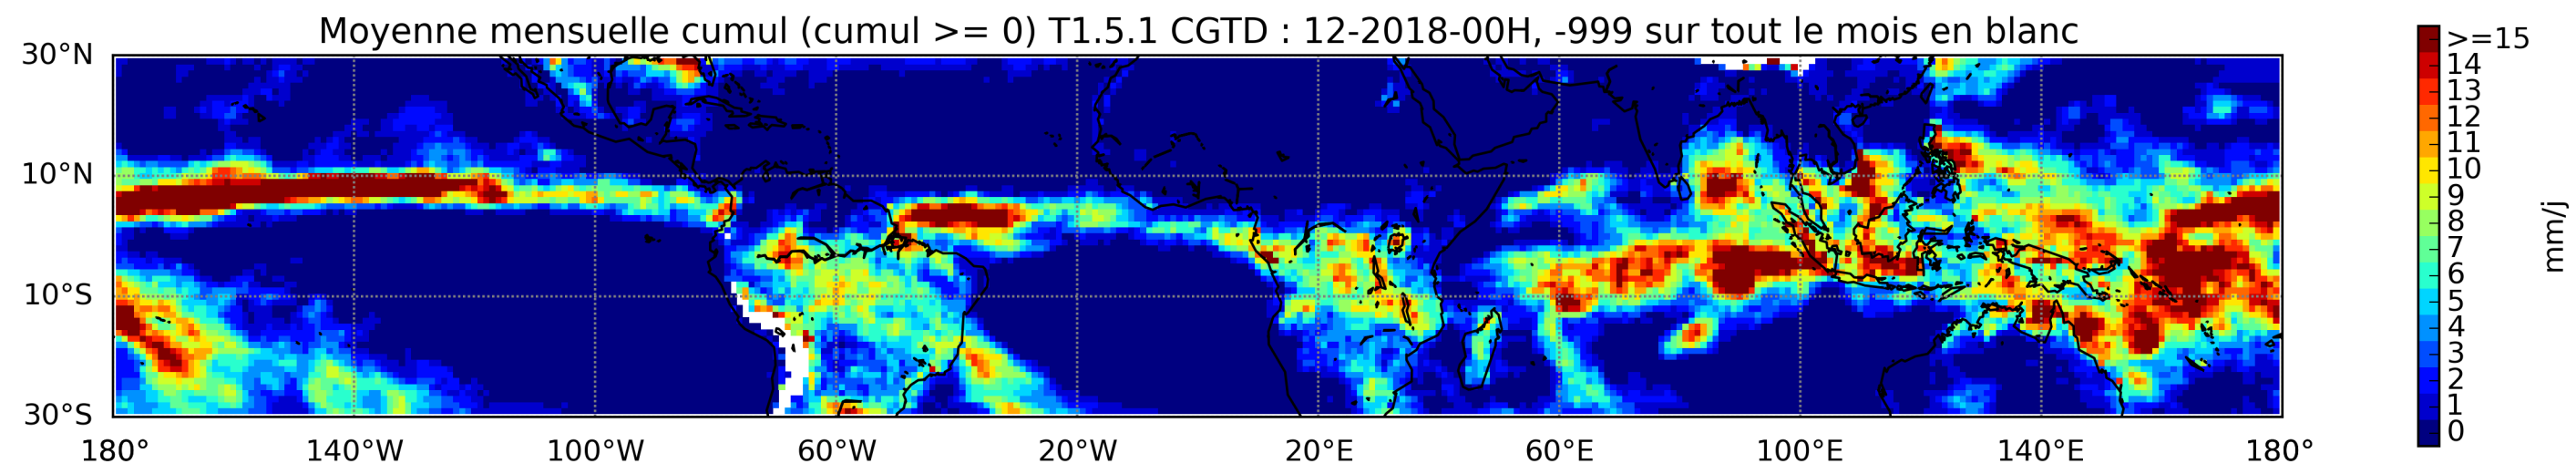 Moyenne mensuelle cumul (cumul >= 0) T1.5.1 CGTD : 12-2018-00H, -999 sur tout le mois en blanc
30°N
10°N
10°S
30°S
180° 140°W 100°W 60°W 20°W 20°E 60°E 100°E 140°E 180°
>=15
14
13
12
11
10
9
8
7
6
5
4
3
2
1
0
mm/j